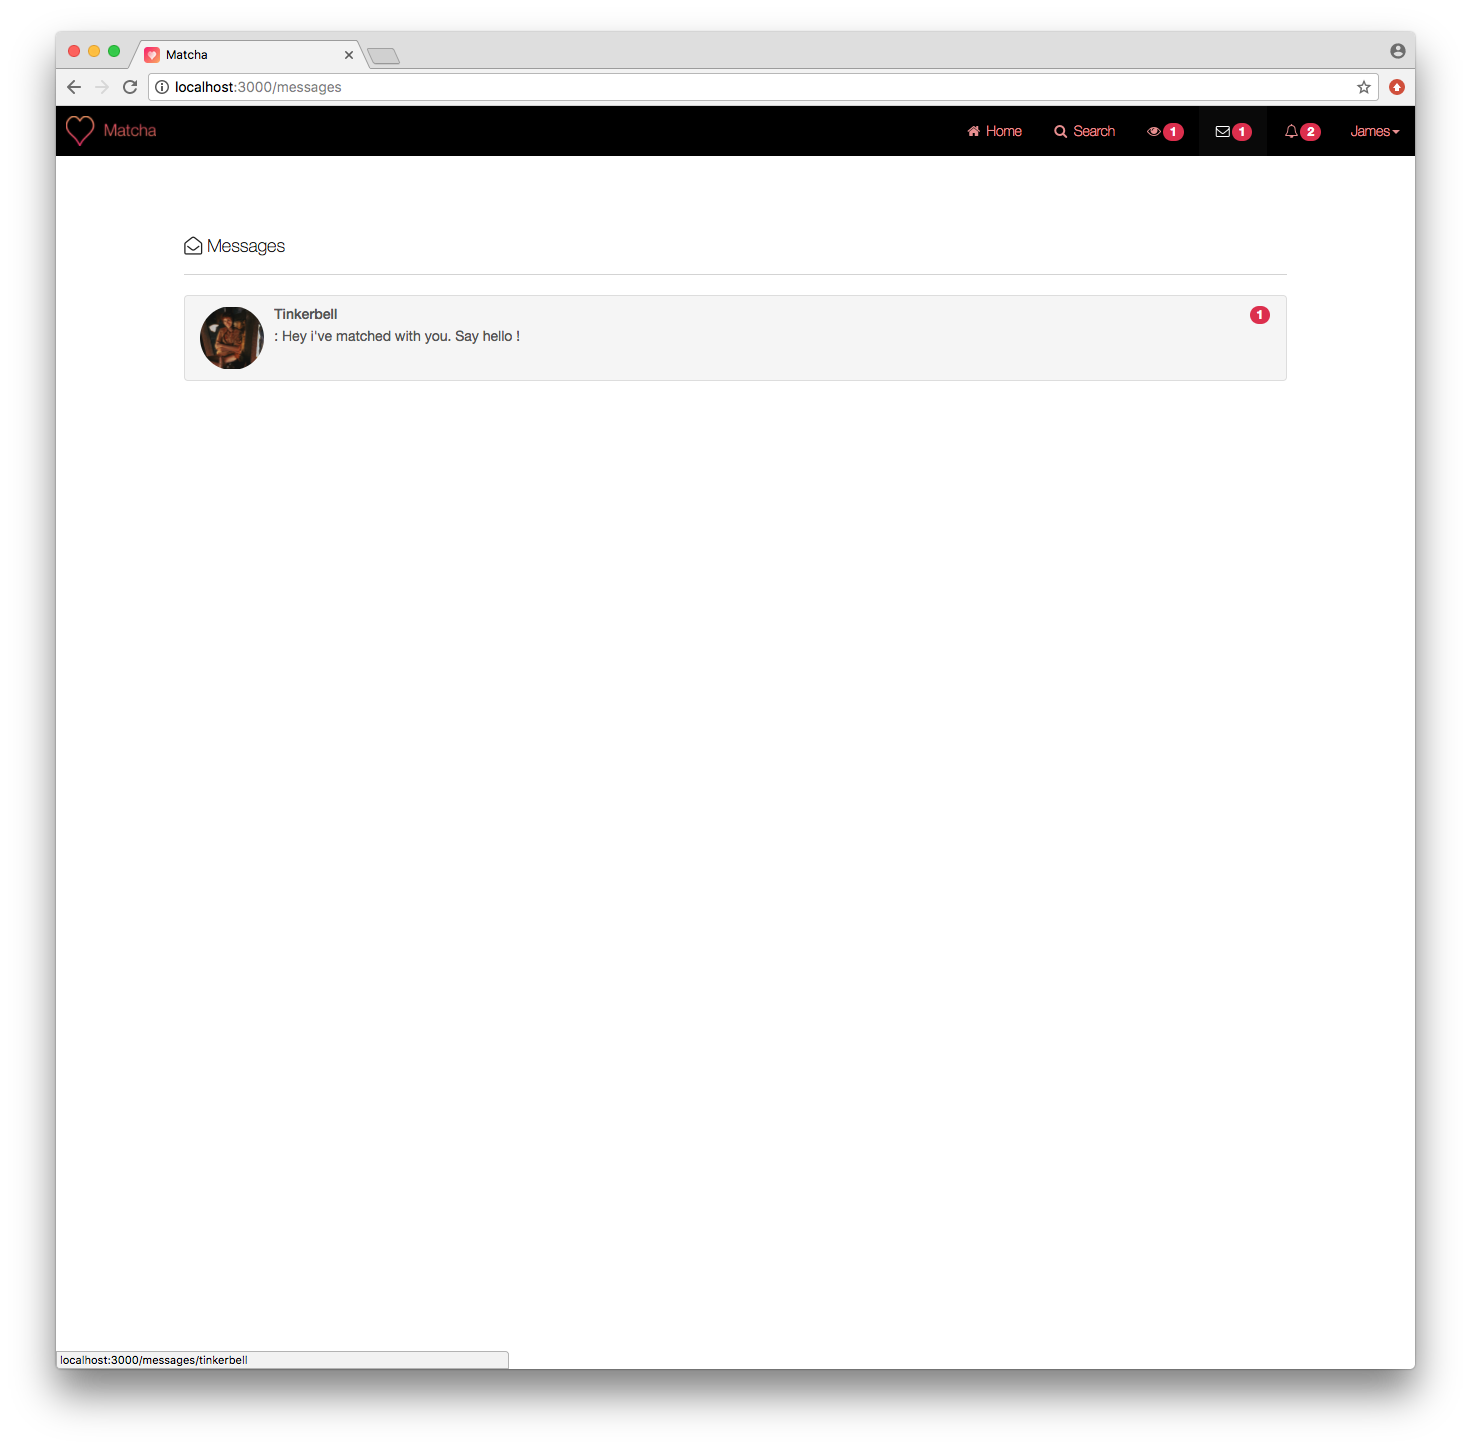 Matcha
localhost:3000/messages
Matcha Home Search 1 1 2 James
Messages
Tinkerbell 1
: Hey i've matched with you. Say hello !
localhost:3000/messages/tinkerbell